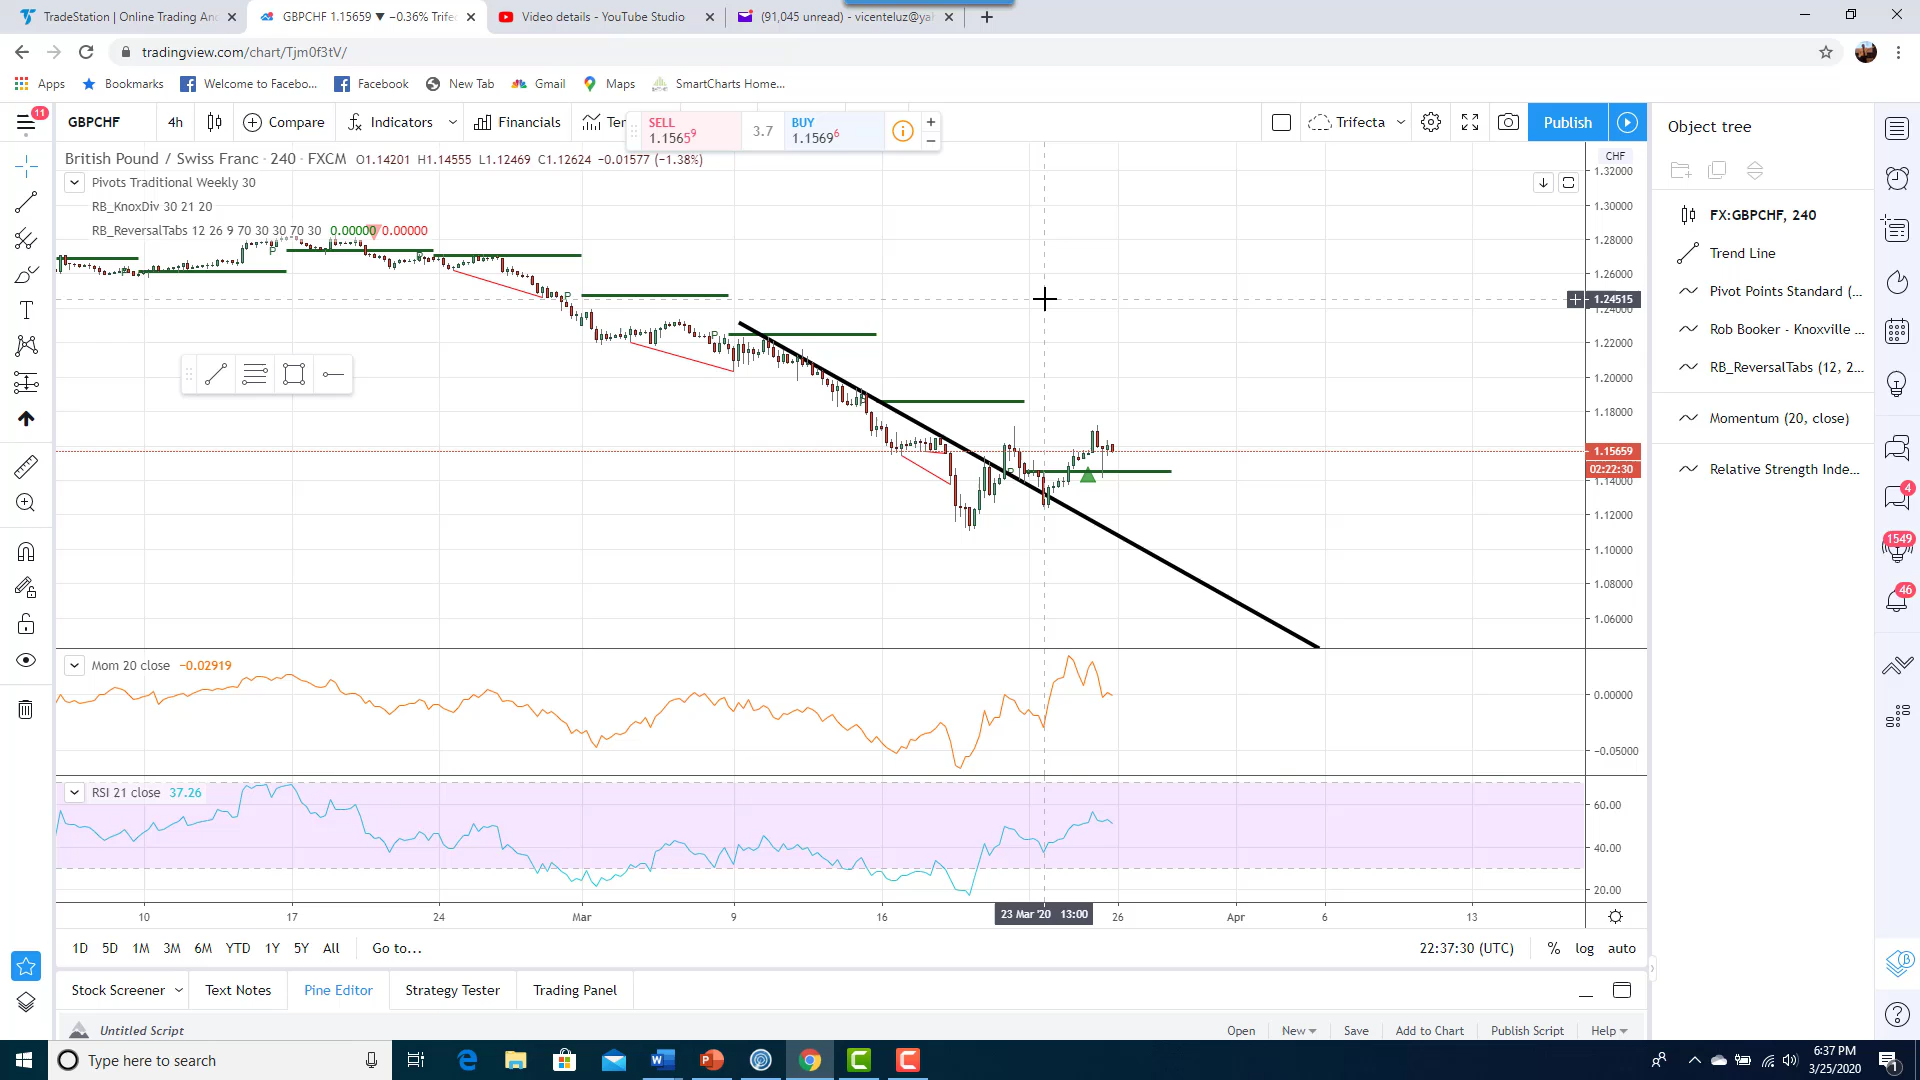 TradeStation | Online Trading An
GBPCHF 1.15659 ▼ −0.36% Trife
Video details - YouTube Studio
(91,045 unread) - vicenteluz@ya
tradingview.com/chart/Tjm0f3tV/
Apps
Bookmarks
Welcome to Facebo...
Facebook
New Tab
Gmail
Maps
SmartCharts Home...
11
GBPCHF
4h
Compare
Indicators
Financials
SELL
1.15659
3.7
BUY
1.15696
Trifecta
Publish
Object tree
British Pound / Swiss Franc · 240 · FXCM O1.14201 H1.14555 L1.12469 C1.12624 −0.01577 (−1.38%)
Pivots Traditional Weekly 30
RB_KnoxDiv 30 21 20
RB_ReversalTabs 12 26 9 70 30 30 70 30 0.00000 0.00000
CHF
1.32000
1.30000
1.28000
1.26000
1.24515
1.24000
1.22000
1.20000
1.18000
1.15659
02:22:30
1.14000
1.12000
1.10000
1.08000
1.06000
P
P
P
P
P
P
FX:GBPCHF, 240
Trend Line
Pivot Points Standard (...
Rob Booker - Knoxville ...
RB_ReversalTabs (12, 2...
Momentum (20, close)
Relative Strength Inde...
4
1549
46
Mom 20 close −0.02919
0.00000
−0.05000
RSI 21 close 37.26
60.00
40.00
20.00
10
17
24
Mar
9
16
23 Mar '20 13:00
26
Apr
6
13
1D 5D 1M 3M 6M YTD 1Y 5Y All Go to...
22:37:30 (UTC) % log auto
Stock Screener
Text Notes
Pine Editor
Strategy Tester
Trading Panel
Untitled Script
Open
New
Save
Add to Chart
Publish Script
Help
Type here to search
6:37 PM
3/25/2020
1